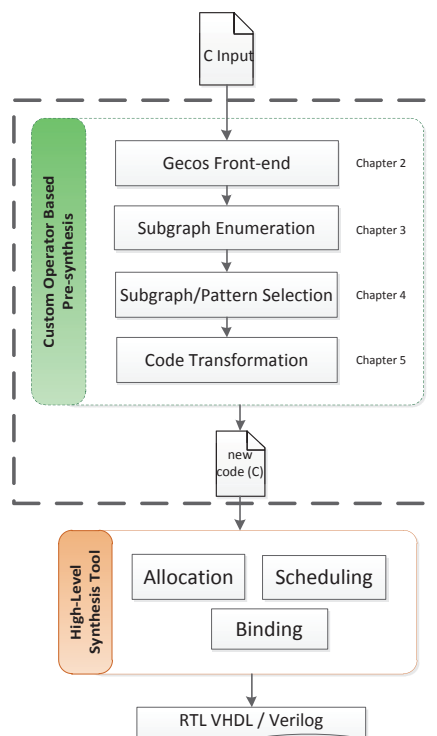 C Input
Custom Operator Based
Pre-synthesis
Gecos Front-end
Chapter 2
Subgraph Enumeration
Chapter 3
Subgraph/Pattern Selection
Chapter 4
Code Transformation
Chapter 5
new
code (C)
High-Level
Synthesis Tool
Allocation
Scheduling
Binding
RTL VHDL / Verilog